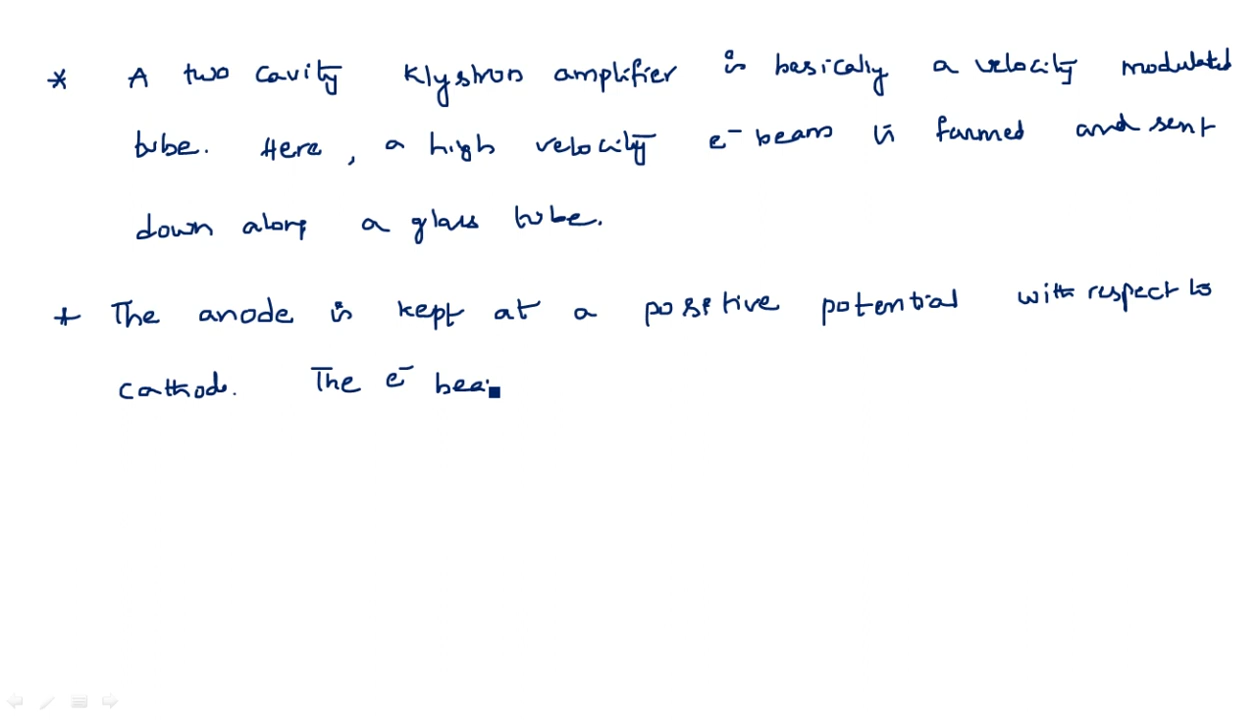 * A two cavity Klystron amplifier is basically a velocity modulated
tube. Here, a high velocity e⁻ beam is formed and sent
down along a glass tube.
* The anode is kept at a positive potential with respect to
cathode. The e⁻ bea